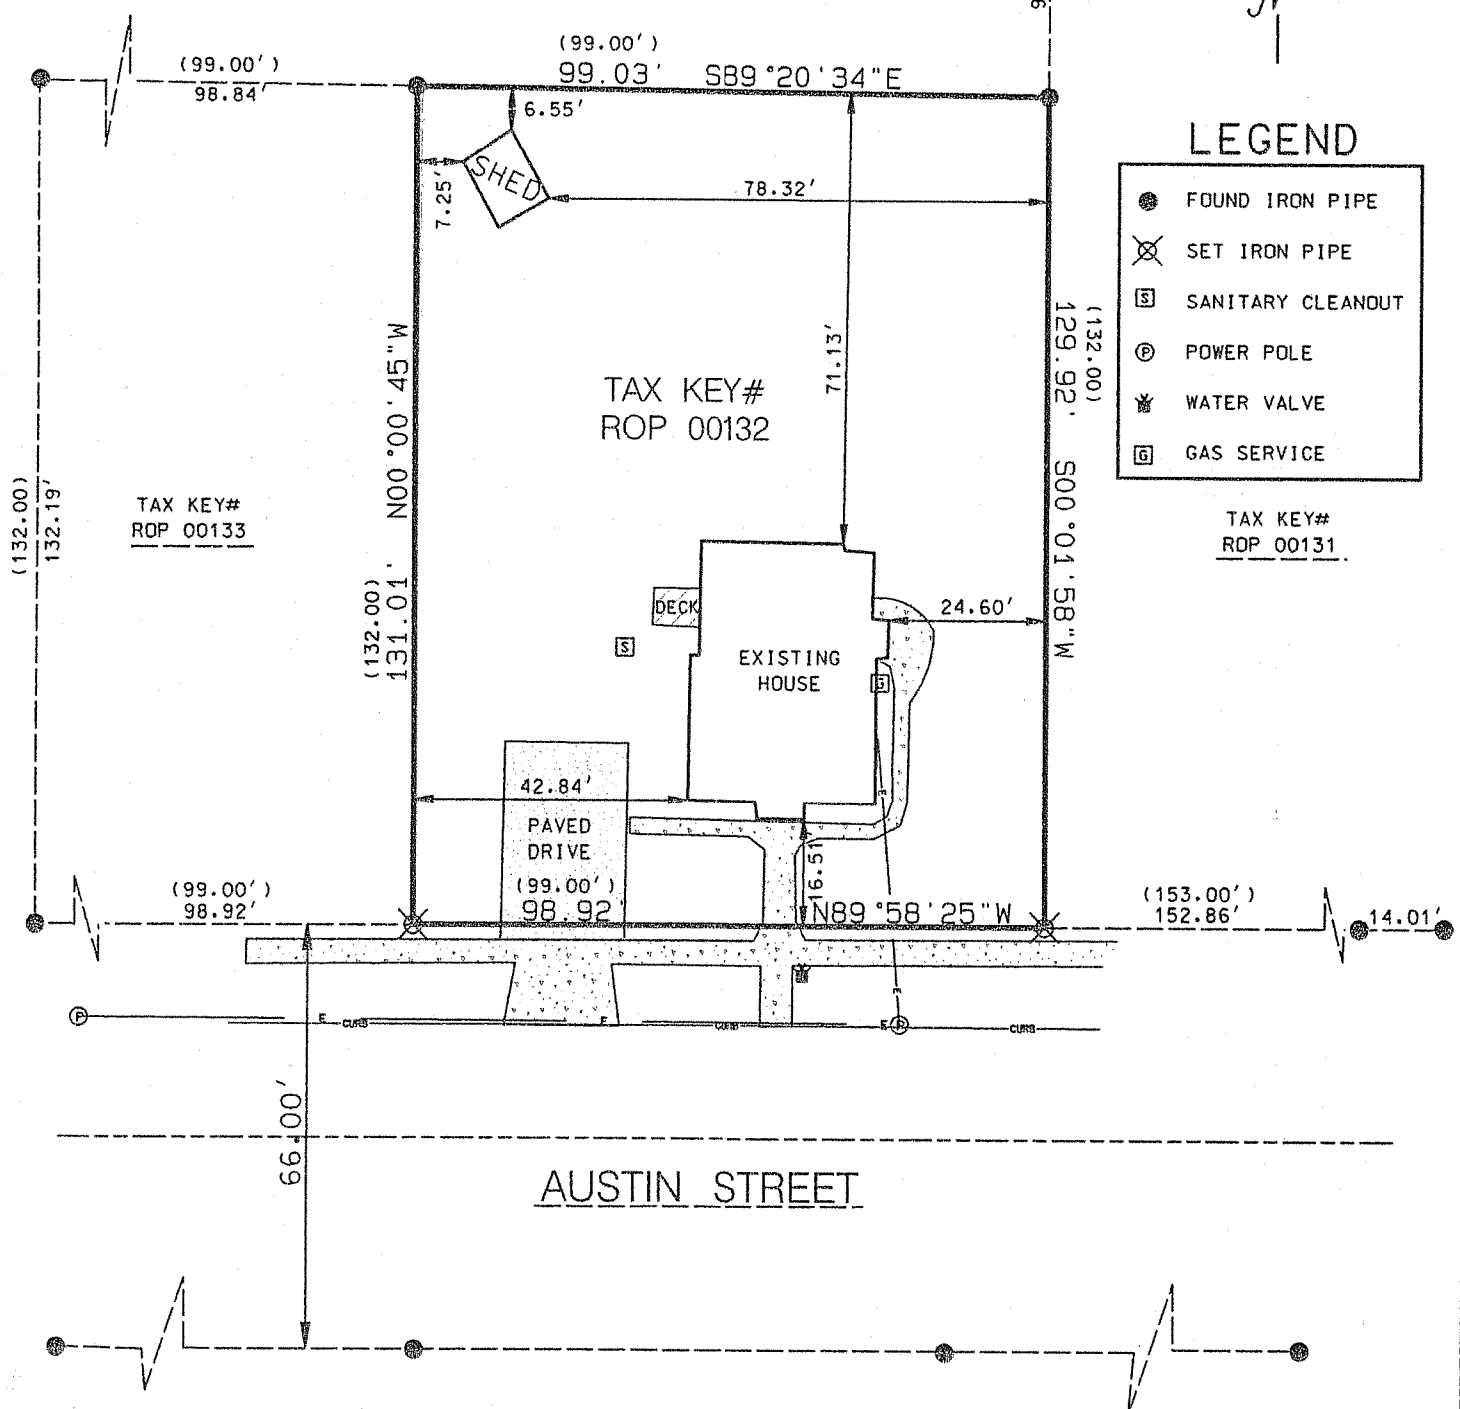 (99.00')
98.84'
(99.00')
99.03' S89°20'34"E
6.55'
SHED
7.25'
78.32'
71.13'
LEGEND
FOUND IRON PIPE
SET IRON PIPE
S SANITARY CLEANOUT
P POWER POLE
WATER VALVE
G GAS SERVICE
N00°00'45"W
131.01'
(132.00)
(132.00)
129.92' S00°01'58"W
TAX KEY#
ROP 00132
(132.00)
132.19'
TAX KEY#
ROP 00133
TAX KEY#
ROP 00131
DECK
S
EXISTING
HOUSE
G
24.60'
42.84'
PAVED
DRIVE
16.51'
(99.00')
98.92'
(99.00')
98.92'
N89°58'25"W
(153.00')
152.86'
14.01'
E
E
P
E
CURB
E
CURB
E
P
CURB
66.00'
AUSTIN STREET